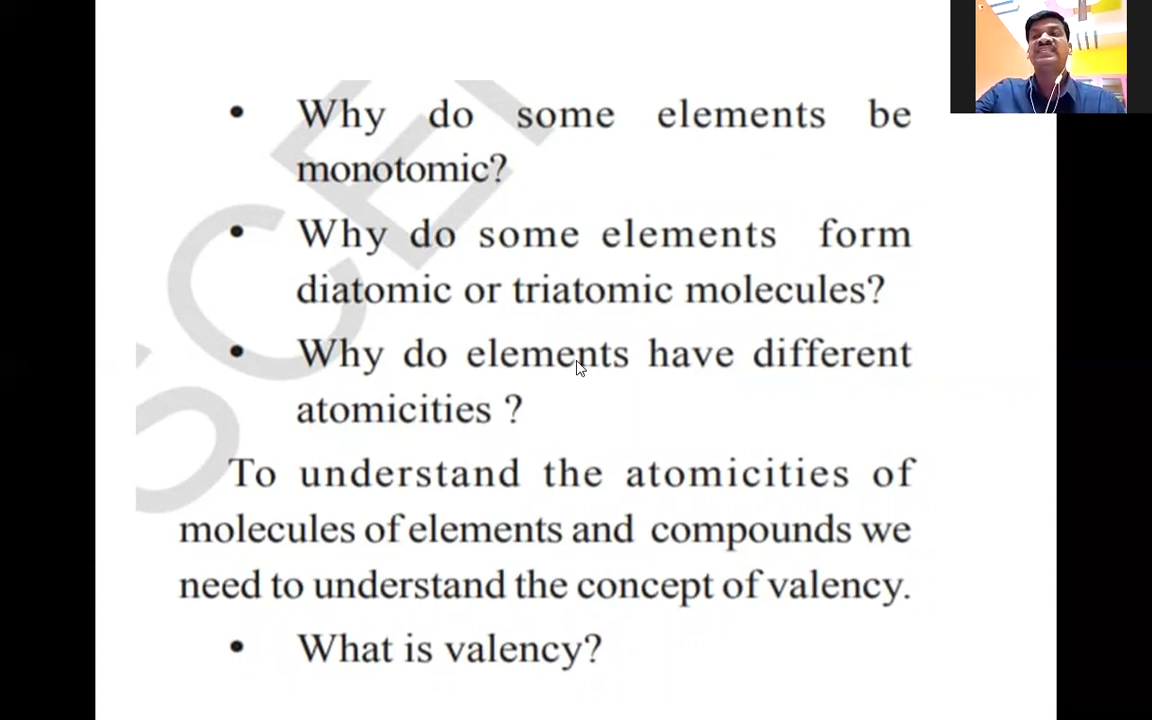 • Why do some elements be
monotomic?
• Why do some elements form
diatomic or triatomic molecules?
• Why do elements have different
atomicities ?
To understand the atomicities of
molecules of elements and compounds we
need to understand the concept of valency.
• What is valency?
SCE